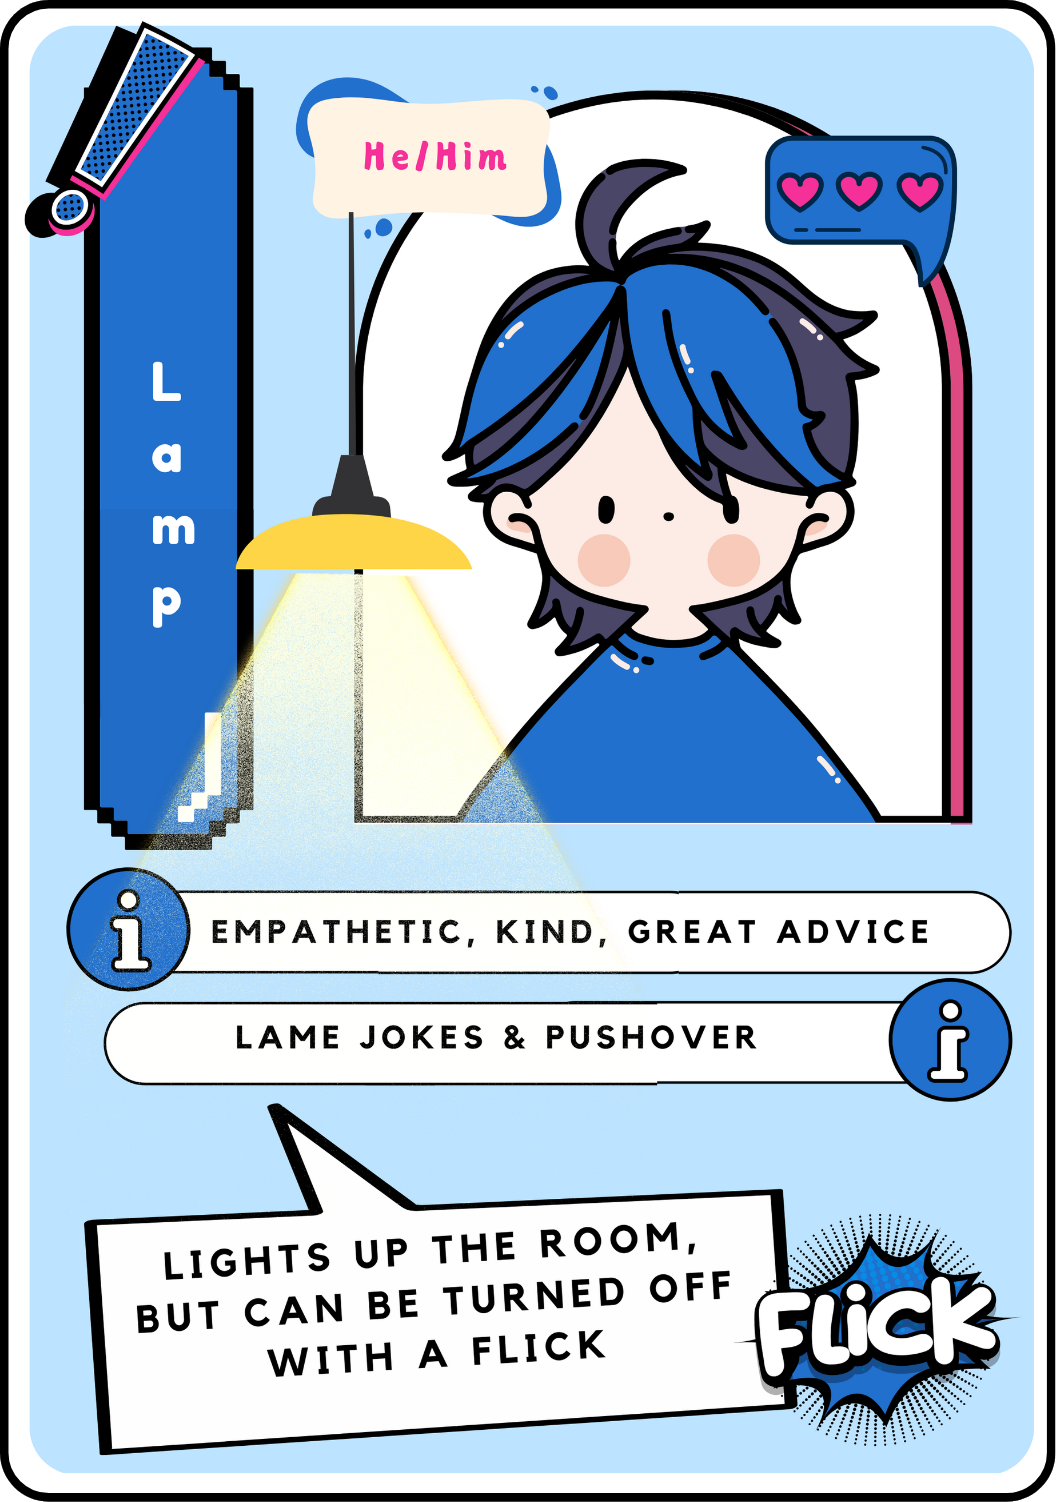 He/Him
Lamp
i
EMPATHETIC, KIND, GREAT ADVICE
LAME JOKES & PUSHOVER
i
LIGHTS UP THE ROOM,
BUT CAN BE TURNED OFF
WITH A FLICK
FLiCK